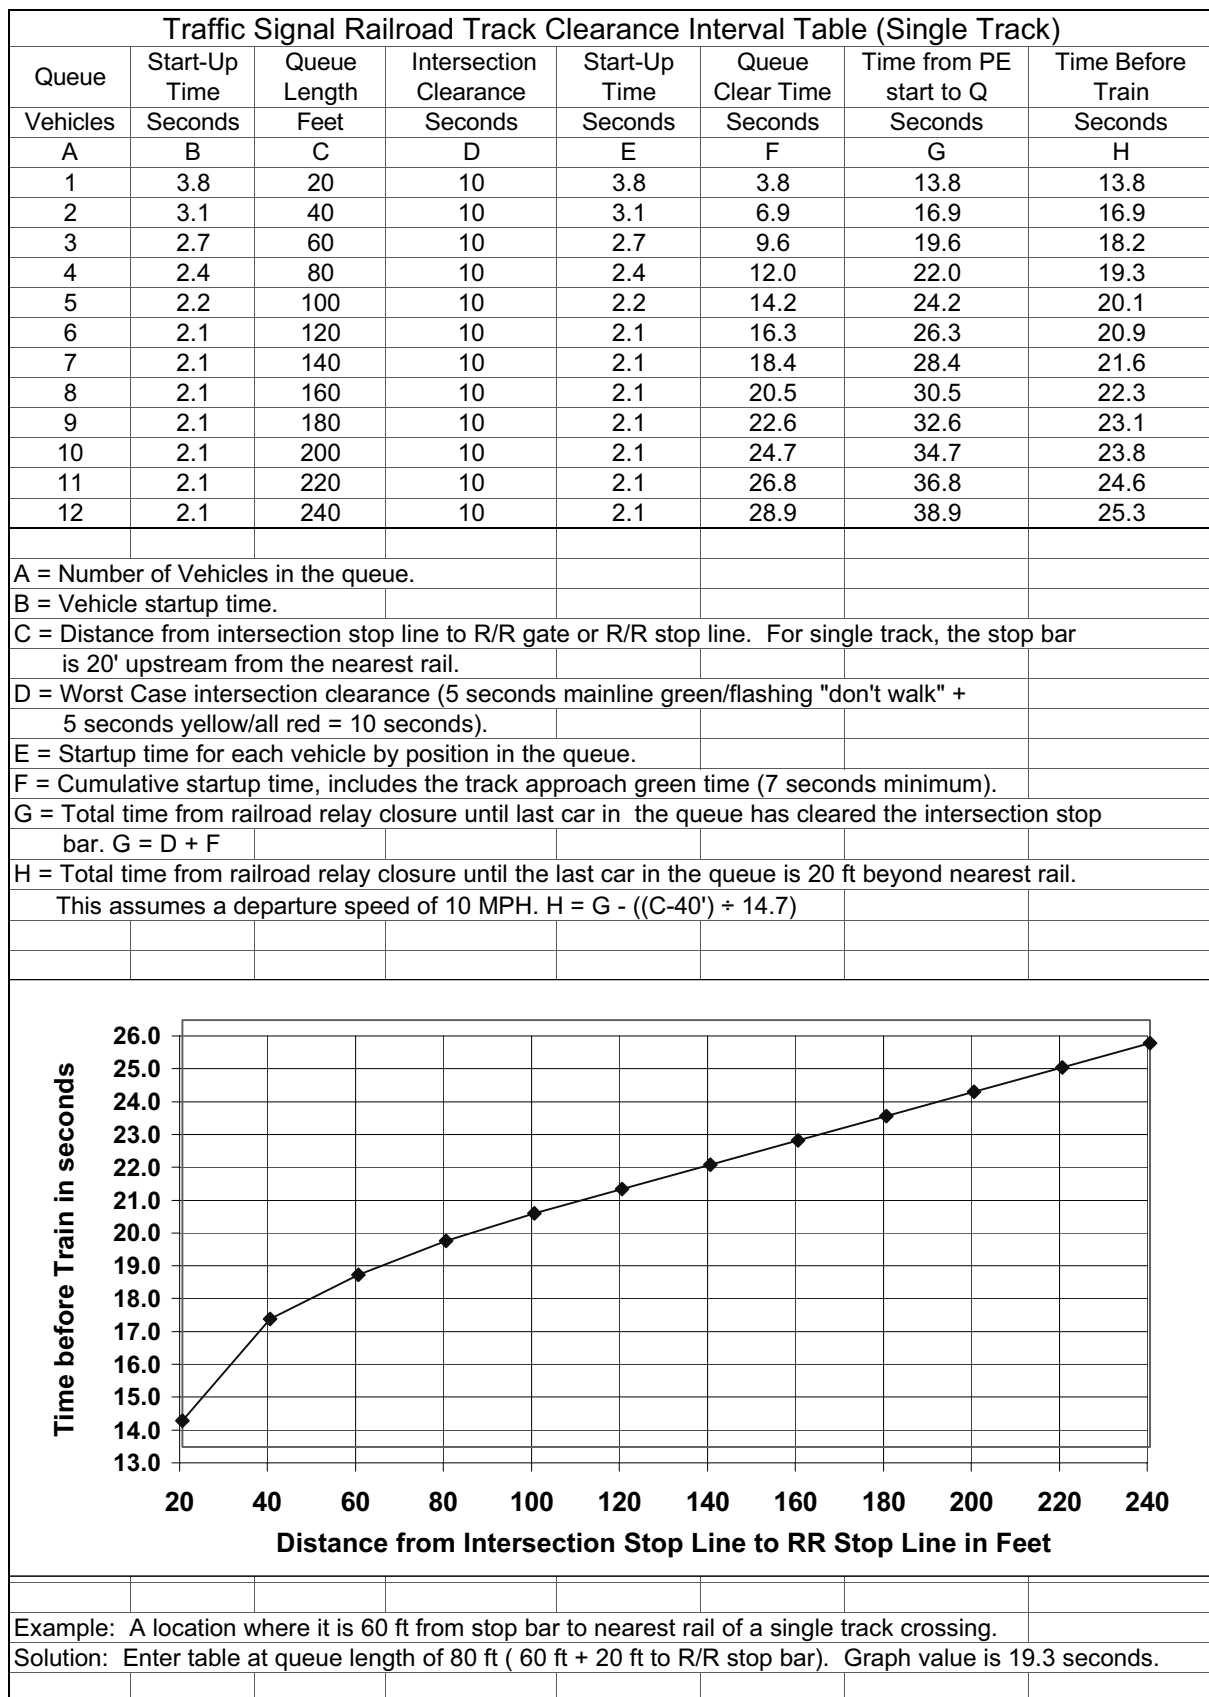 Traffic Signal Railroad Track Clearance Interval Table (Single Track)
Queue Start-Up Time Queue Length Intersection Clearance Start-Up Time Queue Clear Time Time from PE start to Q Time Before Train
Vehicles Seconds Feet Seconds Seconds Seconds Seconds Seconds
A B C D E F G H
1 3.8 20 10 3.8 3.8 13.8 13.8
2 3.1 40 10 3.1 6.9 16.9 16.9
3 2.7 60 10 2.7 9.6 19.6 18.2
4 2.4 80 10 2.4 12.0 22.0 19.3
5 2.2 100 10 2.2 14.2 24.2 20.1
6 2.1 120 10 2.1 16.3 26.3 20.9
7 2.1 140 10 2.1 18.4 28.4 21.6
8 2.1 160 10 2.1 20.5 30.5 22.3
9 2.1 180 10 2.1 22.6 32.6 23.1
10 2.1 200 10 2.1 24.7 34.7 23.8
11 2.1 220 10 2.1 26.8 36.8 24.6
12 2.1 240 10 2.1 28.9 38.9 25.3
A = Number of Vehicles in the queue.
B = Vehicle startup time.
C = Distance from intersection stop line to R/R gate or R/R stop line. For single track, the stop bar
is 20' upstream from the nearest rail.
D = Worst Case intersection clearance (5 seconds mainline green/flashing "don't walk" +
5 seconds yellow/all red = 10 seconds).
E = Startup time for each vehicle by position in the queue.
F = Cumulative startup time, includes the track approach green time (7 seconds minimum).
G = Total time from railroad relay closure until last car in the queue has cleared the intersection stop
bar. G = D + F
H = Total time from railroad relay closure until the last car in the queue is 20 ft beyond nearest rail.
This assumes a departure speed of 10 MPH. H = G - ((C-40') ÷ 14.7)
Time before Train in seconds
26.0
25.0
24.0
23.0
22.0
21.0
20.0
19.0
18.0
17.0
16.0
15.0
14.0
13.0
20 40 60 80 100 120 140 160 180 200 220 240
Distance from Intersection Stop Line to RR Stop Line in Feet
Example: A location where it is 60 ft from stop bar to nearest rail of a single track crossing.
Solution: Enter table at queue length of 80 ft ( 60 ft + 20 ft to R/R stop bar). Graph value is 19.3 seconds.